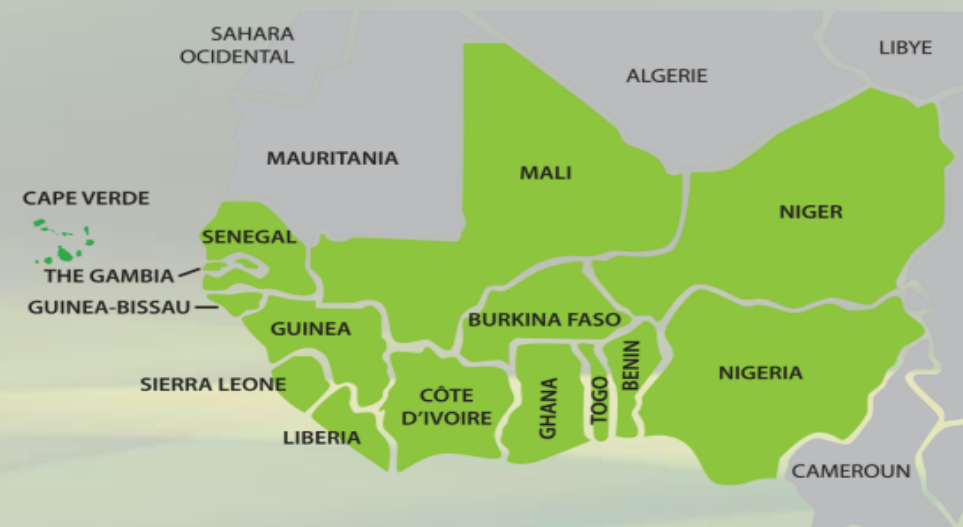 SAHARA
OCIDENTAL
LIBYE
ALGERIE
MAURITANIA
MALI
CAPE VERDE
NIGER
SENEGAL
THE GAMBIA
GUINEA-BISSAU
GUINEA
BURKINA FASO
SIERRA LEONE
CÔTE
D'IVOIRE
GHANA
TOGO
BENIN
NIGERIA
LIBERIA
CAMEROUN